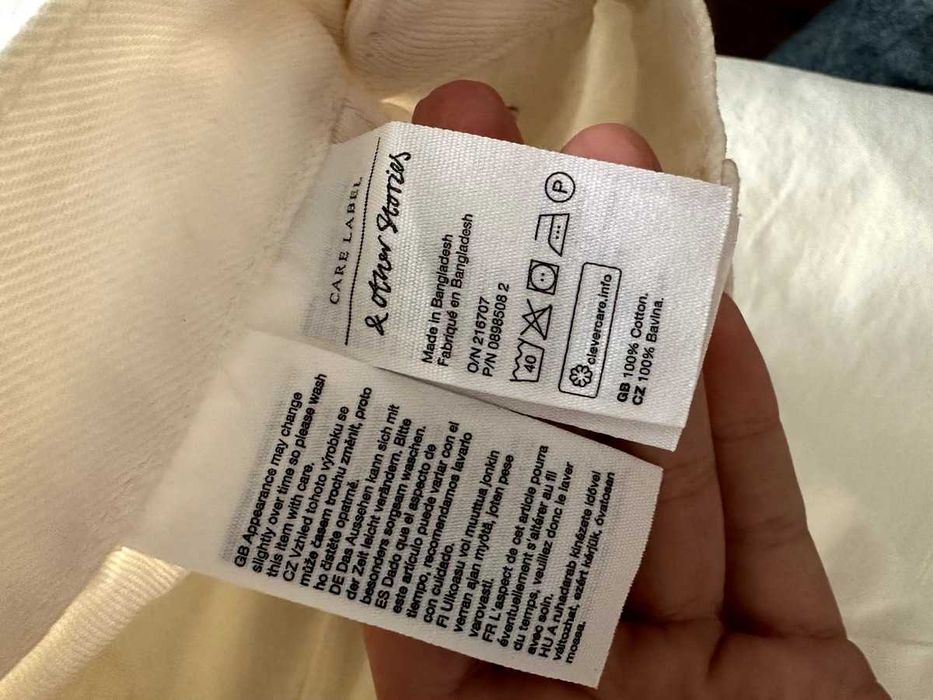 CARE LABEL
& other Stories
Made in Bangladesh
Fabriqué en Bangladesh
O/N 216707
P/N 0898508 2
40
P
clevercare.info
GB 100% Cotton.
CZ 100% Bavlna.
GB Appearance may change
slightly over time so please wash
this item with care.
CZ Vzhled tohoto výrobku se
může časem trochu změnit, proto
ho čistěte opatrně.
DE Das Aussehen kann sich mit
der Zeit leicht verändern. Bitte
besonders sorgsam waschen.
ES Dado que el aspecto de
este artículo puede variar con el
tiempo, recomendamos lavarlo
con cuidado.
FI Ulkoasu voi muuttua jonkin
verran ajan myötä, joten pese
varovasti.
FR L'aspect de cet article pourra
éventuellement s'altérer au fil
du temps, veuillez donc le laver
avec soin.
HU A ruhadarab kinézete idővel
változhat, ezért kérjük, óvatosan
mossa.